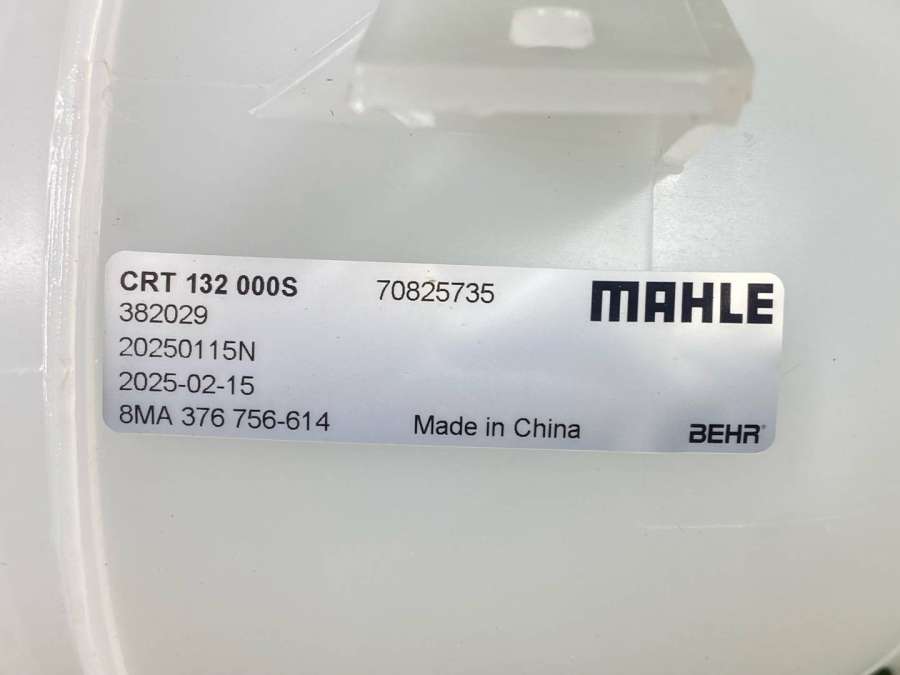 CRT 132 000S 70825735 MAHLE
382029
20250115N
2025-02-15
8MA 376 756-614 Made in China BEHR®